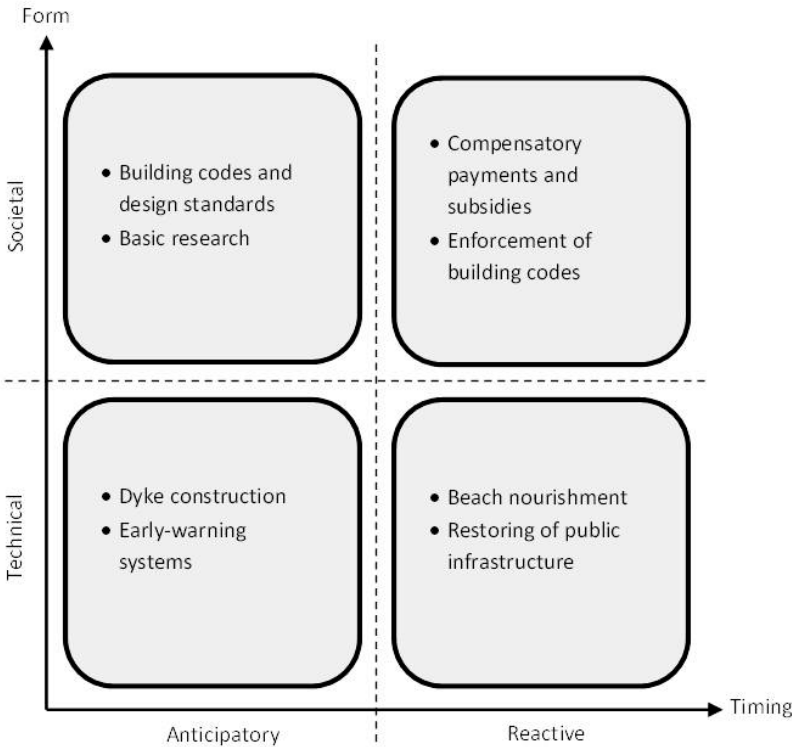 Form
Societal
• Building codes and
design standards
• Basic research
• Compensatory
payments and
subsidies
• Enforcement of
building codes
Technical
• Dyke construction
• Early-warning
systems
• Beach nourishment
• Restoring of public
infrastructure
Timing
Anticipatory
Reactive